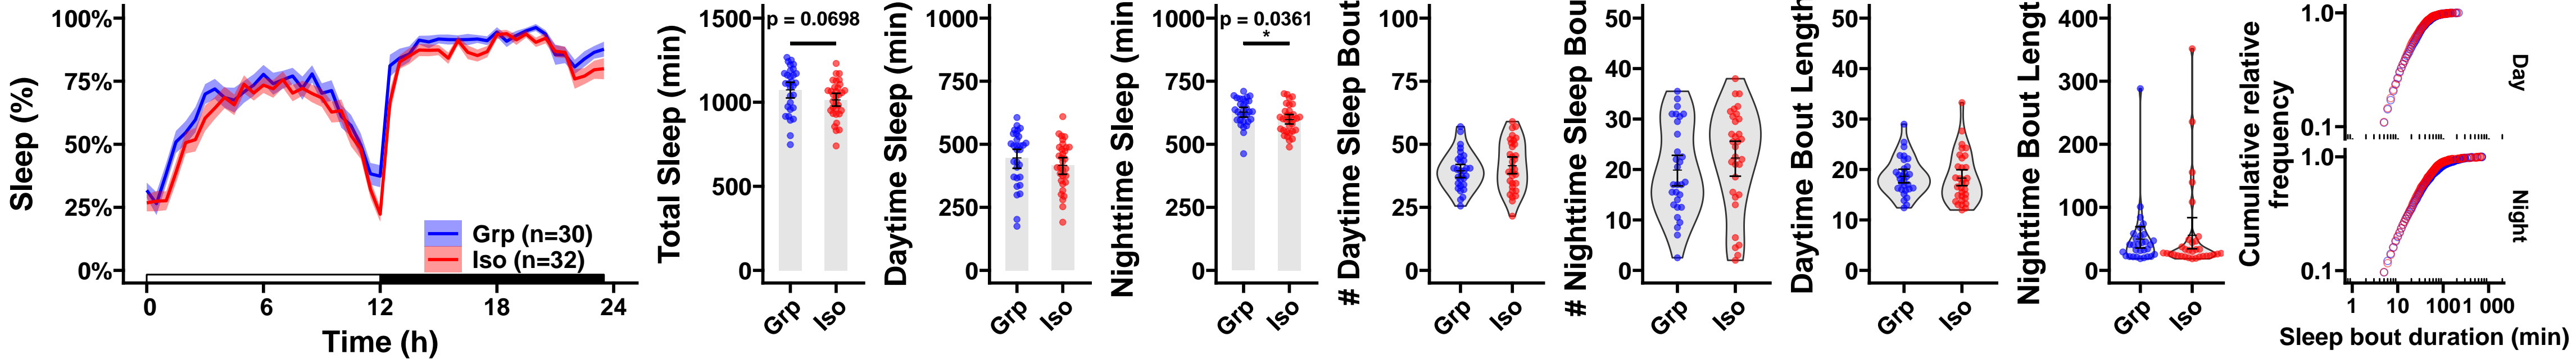 Sleep (%)
100%
75%
50%
25%
0%
Grp (n=30)
Iso (n=32)
0
6
12
18
24
Time (h)
Total Sleep (min)
1500
1000
500
0
p = 0.0698
Grp
Iso
Daytime Sleep (min)
1000
750
500
250
0
Grp
Iso
Nighttime Sleep (min
1000
750
500
250
0
p = 0.0361
*
Grp
Iso
# Daytime Sleep Bout
100
75
50
25
0
Grp
Iso
# Nighttime Sleep Bou
50
40
30
20
10
0
Grp
Iso
Daytime Bout Length
50
40
30
20
10
0
Grp
Iso
Nighttime Bout Lengt
400
300
200
100
0
Grp
Iso
Cumulative relative
frequency
1.0
0.1
Day
1.0
0.1
Night
1
10
100
1 000
Sleep bout duration (min)